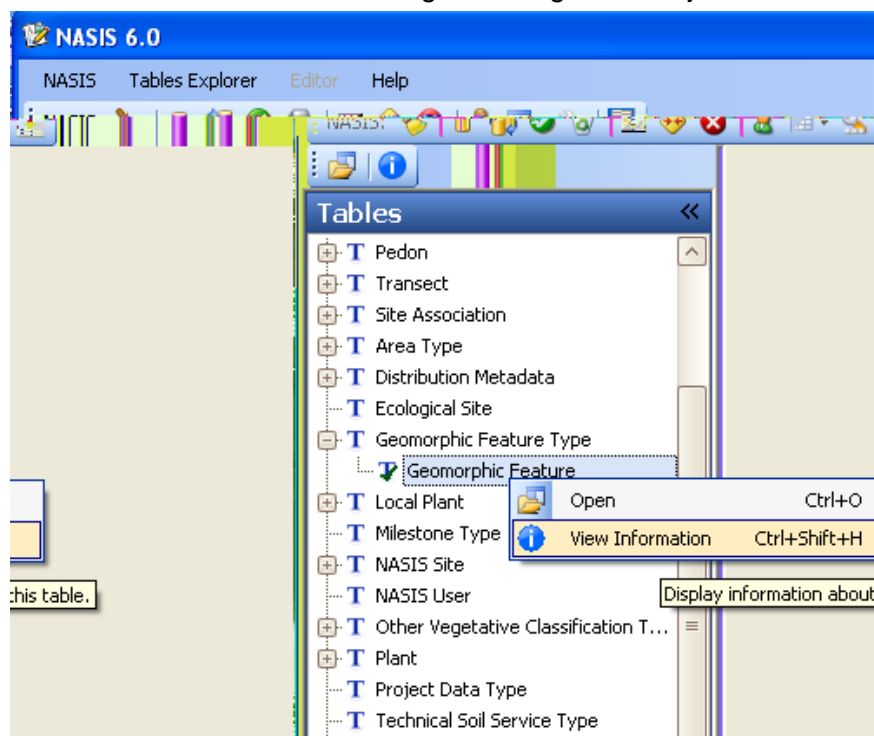 NASIS 6.0
NASIS Tables Explorer Editor Help
NASIS:
Tables
Pedon
Transect
Site Association
Area Type
Distribution Metadata
Ecological Site
Geomorphic Feature Type
Geomorphic Feature
Local Plant
Open Ctrl+O
Milestone Type
View Information Ctrl+Shift+H
NASIS Site
this table.
NASIS User
Display information about
Other Vegetative Classification T...
Plant
Project Data Type
Technical Soil Service Type